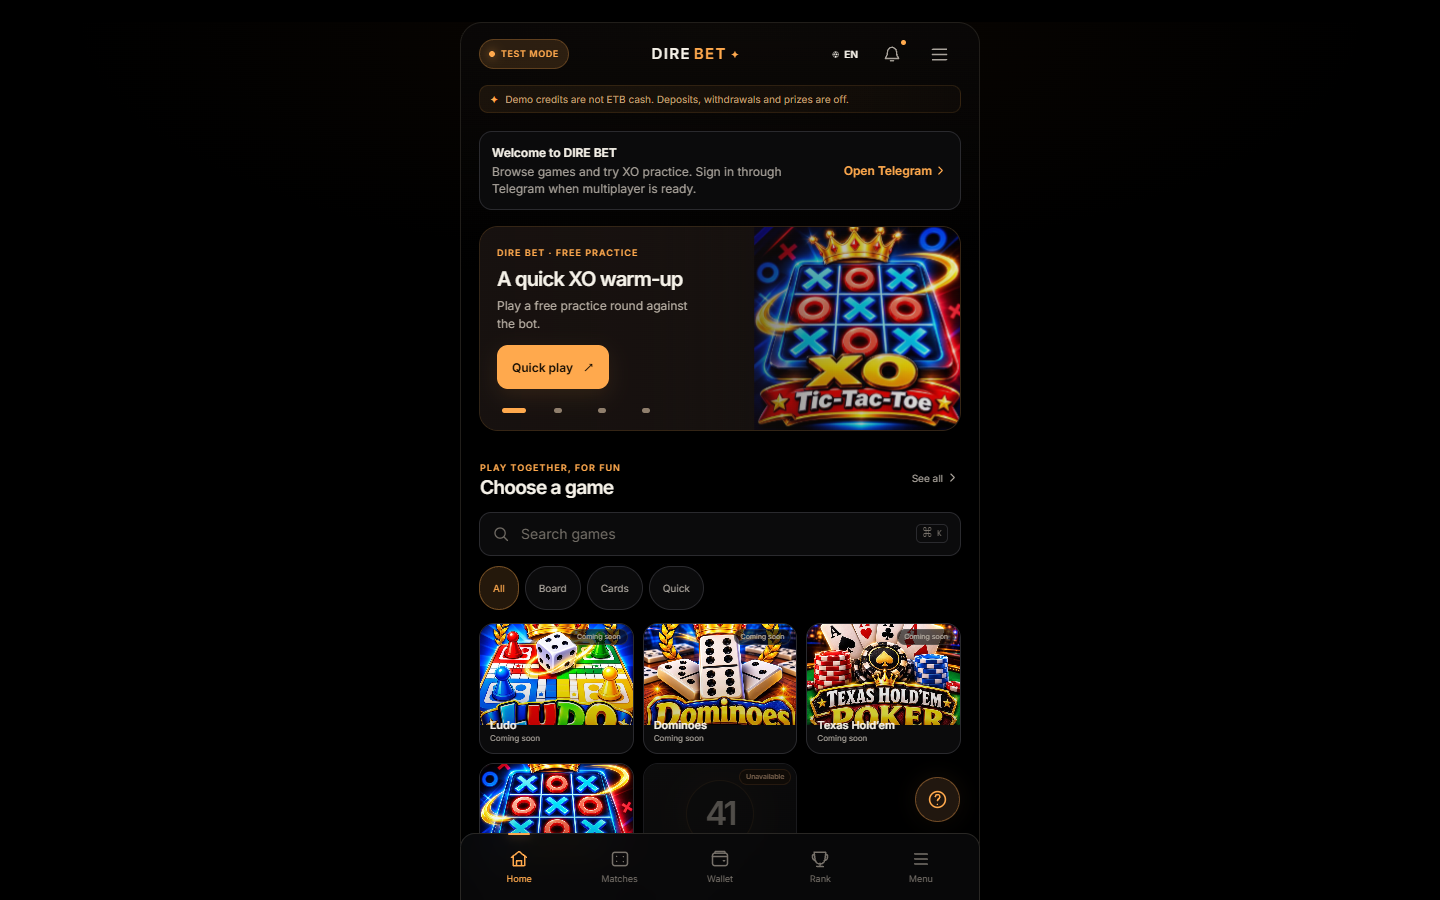 TEST MODE
DIRE BET
EN
Demo credits are not ETB cash. Deposits, withdrawals and prizes are off.
Welcome to DIRE BET
Browse games and try XO practice. Sign in through
Telegram when multiplayer is ready.
Open Telegram
DIRE BET · FREE PRACTICE
A quick XO warm-up
Play a free practice round against
the bot.
Quick play ↗
XO
Tic-Tac-Toe
PLAY TOGETHER, FOR FUN
Choose a game
See all
Search games
⌘ K
All
Board
Cards
Quick
Coming soon
LUDO
Ludo
Coming soon
Coming soon
Dominoes
Dominoes
Coming soon
Coming soon
A
A
TEXAS HOLD'EM
POKER
Texas Hold'em
Coming soon
Unavailable
41
Home
Matches
Wallet
Rank
Menu